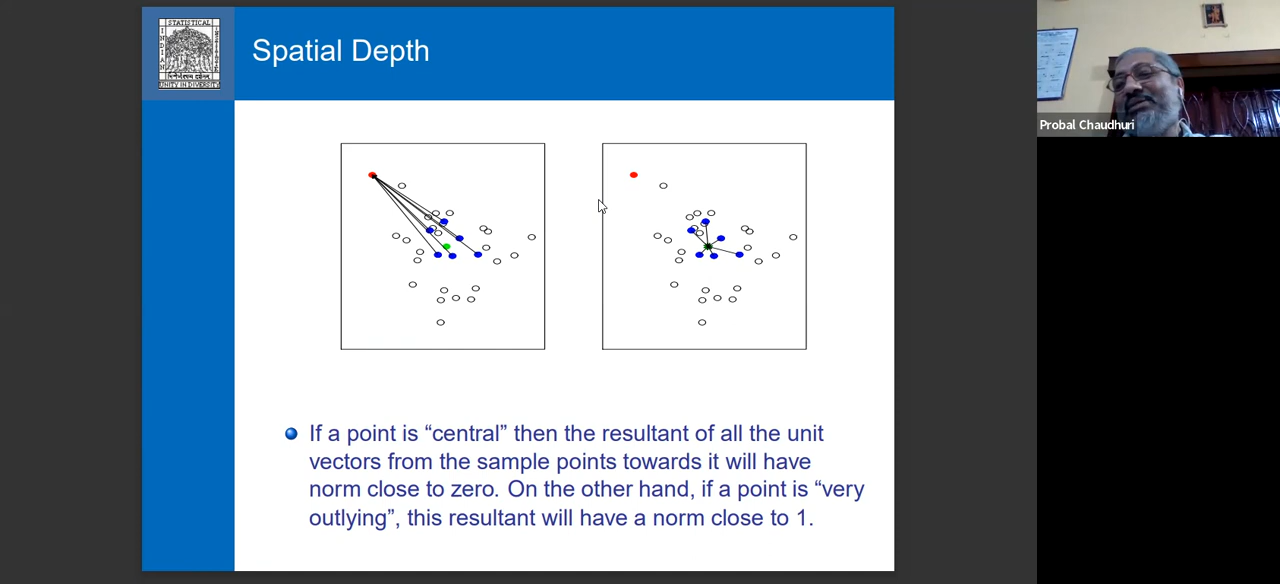 STATISTICAL
INDIAN
INSTITUTE
UNITY IN DIVERSITY
Spatial Depth
Probal Chaudhuri
If a point is “central” then the resultant of all the unit
vectors from the sample points towards it will have
norm close to zero. On the other hand, if a point is “very
outlying”, this resultant will have a norm close to 1.